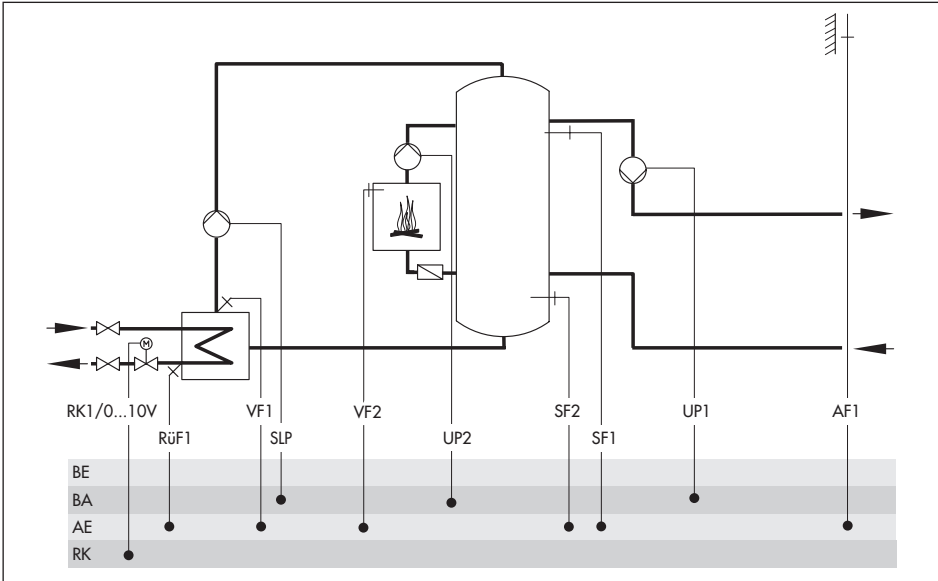 M
RK1/0...10V
VF1
VF2
SF2
UP1
AF1
RüF1
SLP
UP2
SF1
BE
BA
AE
RK